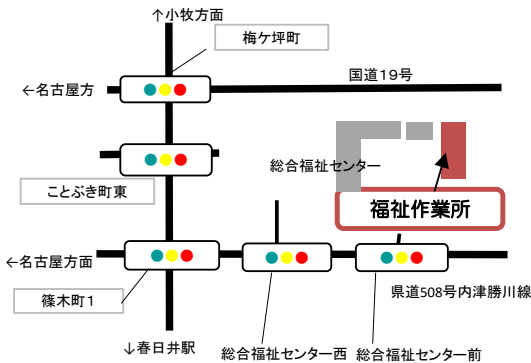 ↑小牧方面
梅ケ坪町
国道19号
←名古屋方
総合福祉センター
ことぶき町東
福祉作業所
←名古屋方面
県道508号内津勝川線
篠木町1
↓春日井駅
総合福祉センター西
総合福祉センター前